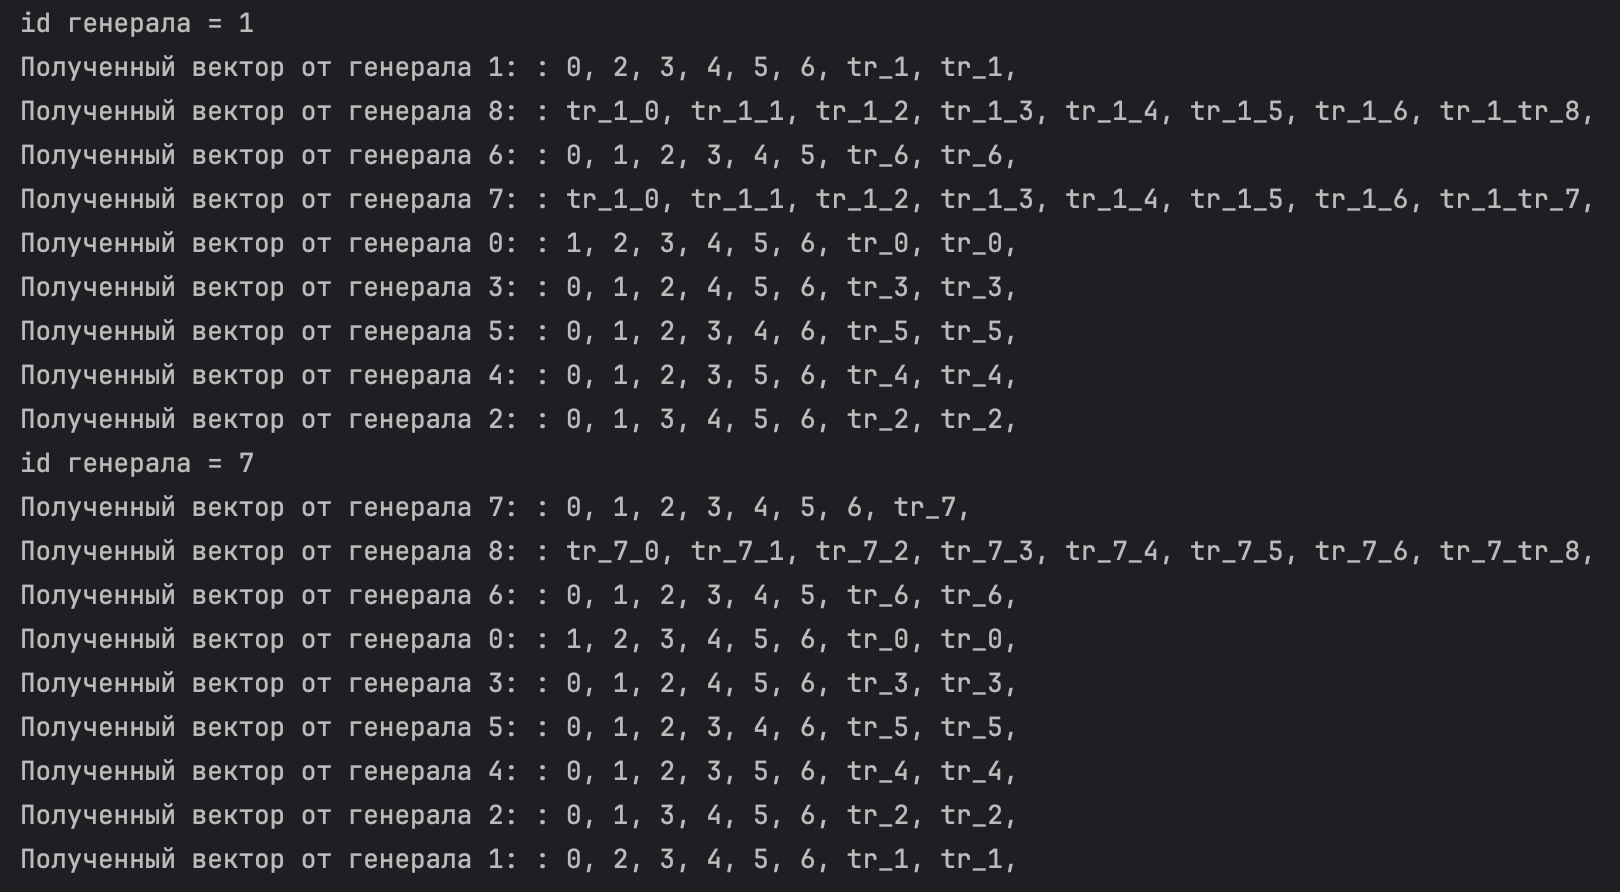 id генерала = 1
Полученный вектор от генерала 1: : 0, 2, 3, 4, 5, 6, tr_1, tr_1,
Полученный вектор от генерала 8: : tr_1_0, tr_1_1, tr_1_2, tr_1_3, tr_1_4, tr_1_5, tr_1_6, tr_1_tr_8,
Полученный вектор от генерала 6: : 0, 1, 2, 3, 4, 5, tr_6, tr_6,
Полученный вектор от генерала 7: : tr_1_0, tr_1_1, tr_1_2, tr_1_3, tr_1_4, tr_1_5, tr_1_6, tr_1_tr_7,
Полученный вектор от генерала 0: : 1, 2, 3, 4, 5, 6, tr_0, tr_0,
Полученный вектор от генерала 3: : 0, 1, 2, 4, 5, 6, tr_3, tr_3,
Полученный вектор от генерала 5: : 0, 1, 2, 3, 4, 6, tr_5, tr_5,
Полученный вектор от генерала 4: : 0, 1, 2, 3, 5, 6, tr_4, tr_4,
Полученный вектор от генерала 2: : 0, 1, 3, 4, 5, 6, tr_2, tr_2,
id генерала = 7
Полученный вектор от генерала 7: : 0, 1, 2, 3, 4, 5, 6, tr_7,
Полученный вектор от генерала 8: : tr_7_0, tr_7_1, tr_7_2, tr_7_3, tr_7_4, tr_7_5, tr_7_6, tr_7_tr_8,
Полученный вектор от генерала 6: : 0, 1, 2, 3, 4, 5, tr_6, tr_6,
Полученный вектор от генерала 0: : 1, 2, 3, 4, 5, 6, tr_0, tr_0,
Полученный вектор от генерала 3: : 0, 1, 2, 4, 5, 6, tr_3, tr_3,
Полученный вектор от генерала 5: : 0, 1, 2, 3, 4, 6, tr_5, tr_5,
Полученный вектор от генерала 4: : 0, 1, 2, 3, 5, 6, tr_4, tr_4,
Полученный вектор от генерала 2: : 0, 1, 3, 4, 5, 6, tr_2, tr_2,
Полученный вектор от генерала 1: : 0, 2, 3, 4, 5, 6, tr_1, tr_1,